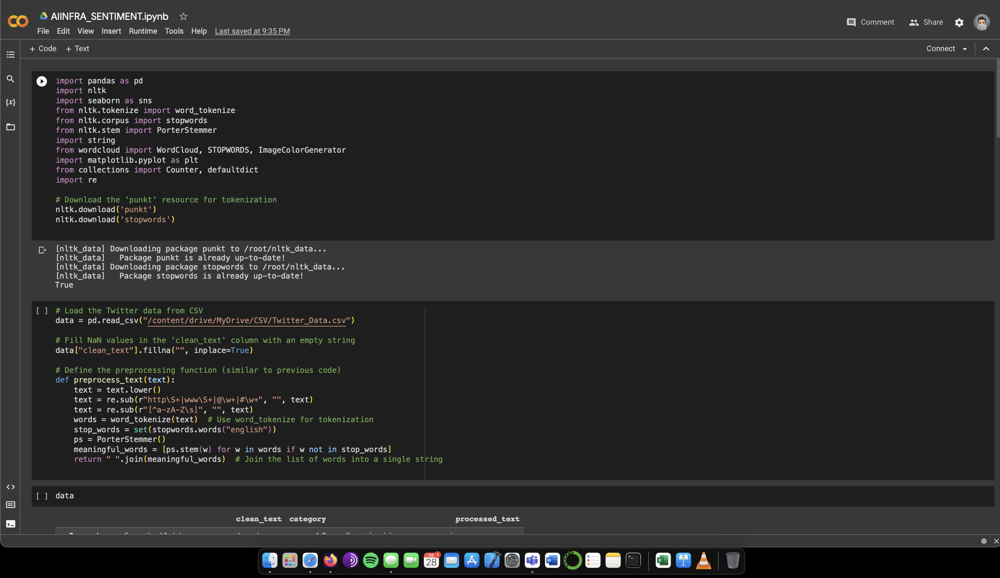 AIINFRA_SENTIMENT.ipynb
File Edit View Insert Runtime Tools Help Last saved at 9:35 PM
Comment Share
+ Code + Text
Connect
{x}
import pandas as pd
import nltk
import seaborn as sns
from nltk.tokenize import word_tokenize
from nltk.corpus import stopwords
from nltk.stem import PorterStemmer
import string
from wordcloud import WordCloud, STOPWORDS, ImageColorGenerator
import matplotlib.pyplot as plt
from collections import Counter, defaultdict
import re
# Download the 'punkt' resource for tokenization
nltk.download('punkt')
nltk.download('stopwords')
[nltk_data] Downloading package punkt to /root/nltk_data...
[nltk_data]   Package punkt is already up-to-date!
[nltk_data] Downloading package stopwords to /root/nltk_data...
[nltk_data]   Package stopwords is already up-to-date!
True
[ ] # Load the Twitter data from CSV
data = pd.read_csv("/content/drive/MyDrive/CSV/Twitter_Data.csv")
# Fill NaN values in the 'clean_text' column with an empty string
data["clean_text"].fillna("", inplace=True)
# Define the preprocessing function (similar to previous code)
def preprocess_text(text):
    text = text.lower()
    text = re.sub(r"http\S+|www\S+|@\w+|#\w+", "", text)
    text = re.sub(r"[^a-zA-Z\s]", "", text)
    words = word_tokenize(text)  # Use word_tokenize for tokenization
    stop_words = set(stopwords.words("english"))
    ps = PorterStemmer()
    meaningful_words = [ps.stem(w) for w in words if w not in stop_words]
    return " ".join(meaningful_words)  # Join the list of words into a single string
[ ] data
clean_text category processed_text
JUL 5
28